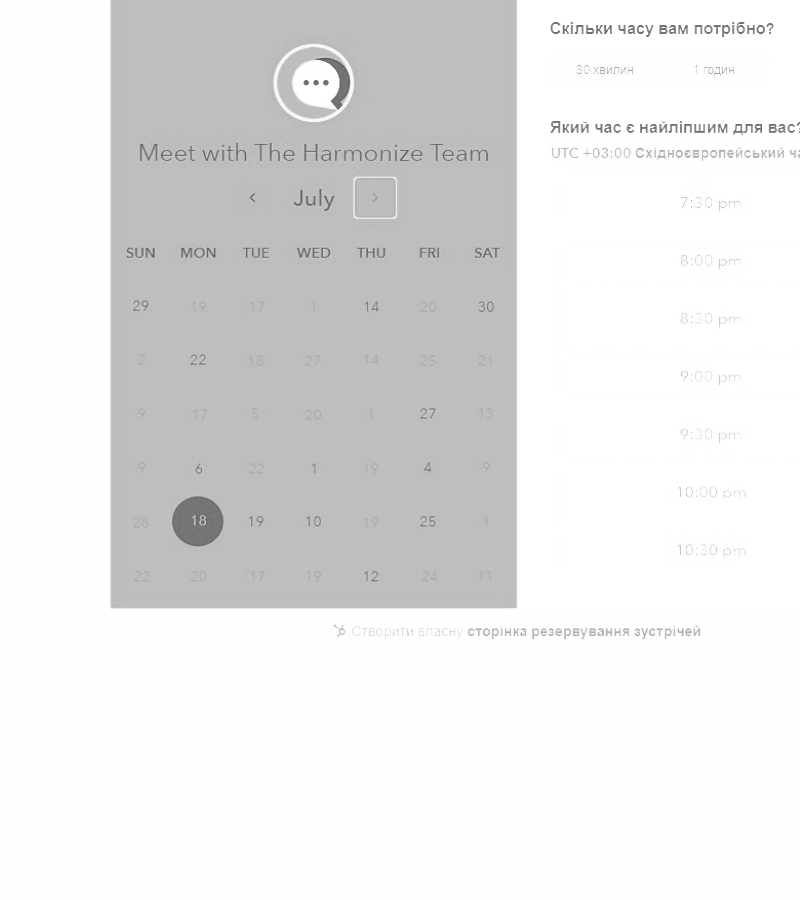 Meet with The Harmonize Team
July
SUN MON TUE WED THU FRI SAT
29 19 17 1 14 20 30
2 22 18 27 14 25 21
9 17 5 20 1 27 13
9 6 22 1 19 4 9
28 18 19 10 19 25 1
22 20 17 19 12 24 11
Скільки часу вам потрібно?
30 хвилин 1 годин
Який час є найліпшим для вас?
UTC +03:00 Східноєвропейський
7:30 pm
8:00 pm
8:30 pm
9:00 pm
9:30 pm
10:00 pm
10:30 pm
Створити власну сторінка резервування зустрічей